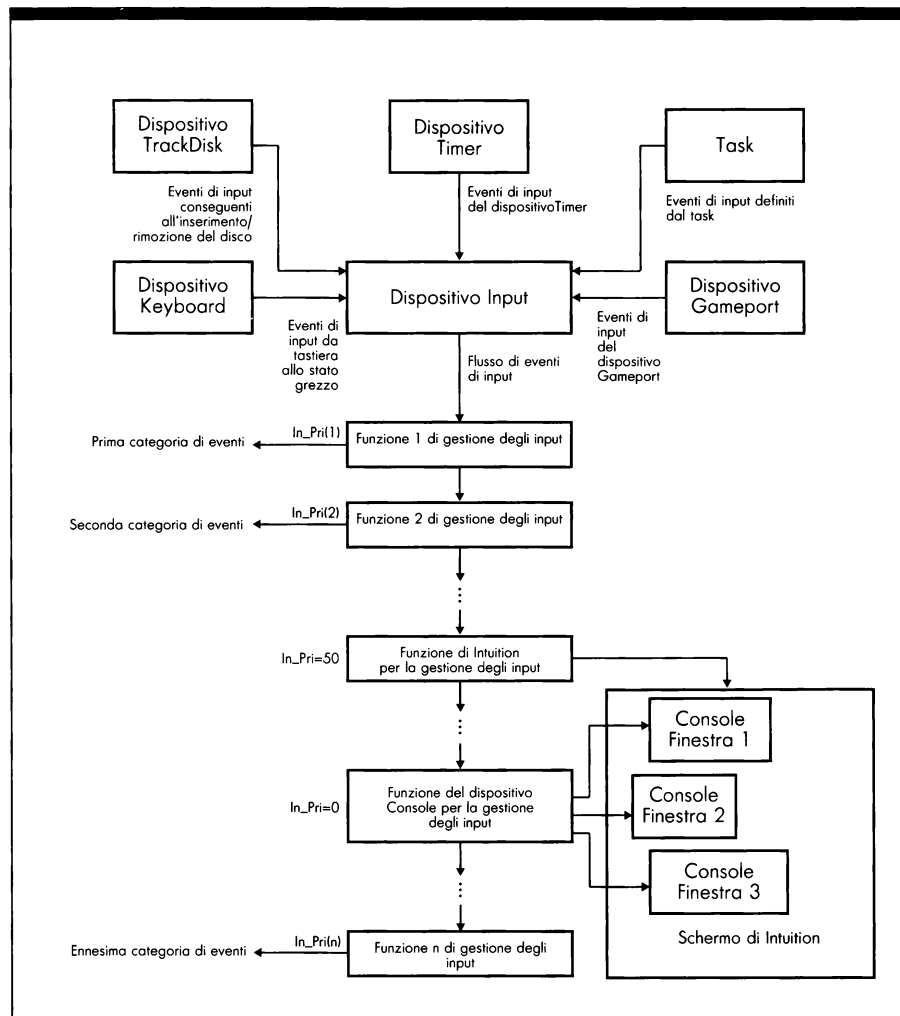 Dispositivo
TrackDisk
Dispositivo
Timer
Task
Eventi di input
conseguenti
all'inserimento/
rimozione del disco
Eventi di input
del dispositivoTimer
Eventi di input definiti
dal task
Dispositivo
Keyboard
Dispositivo Input
Dispositivo
Gameport
Eventi di
input da
tastiera
allo stato
grezzo
Flusso di eventi
di input
Eventi di
input
del
dispositivo
Gameport
Prima categoria di eventi
In_Pri(1)
Funzione 1 di gestione degli input
Seconda categoria di eventi
In_Pri(2)
Funzione 2 di gestione degli input
In_Pri=50
Funzione di Intuition
per la gestione degli input
Console
Finestra 1
In_Pri=0
Funzione del dispositivo
Console per la gestione
degli input
Console
Finestra 2
Console
Finestra 3
Schermo di Intuition
Ennesima categoria di eventi
In_Pri(n)
Funzione n di gestione degli
input